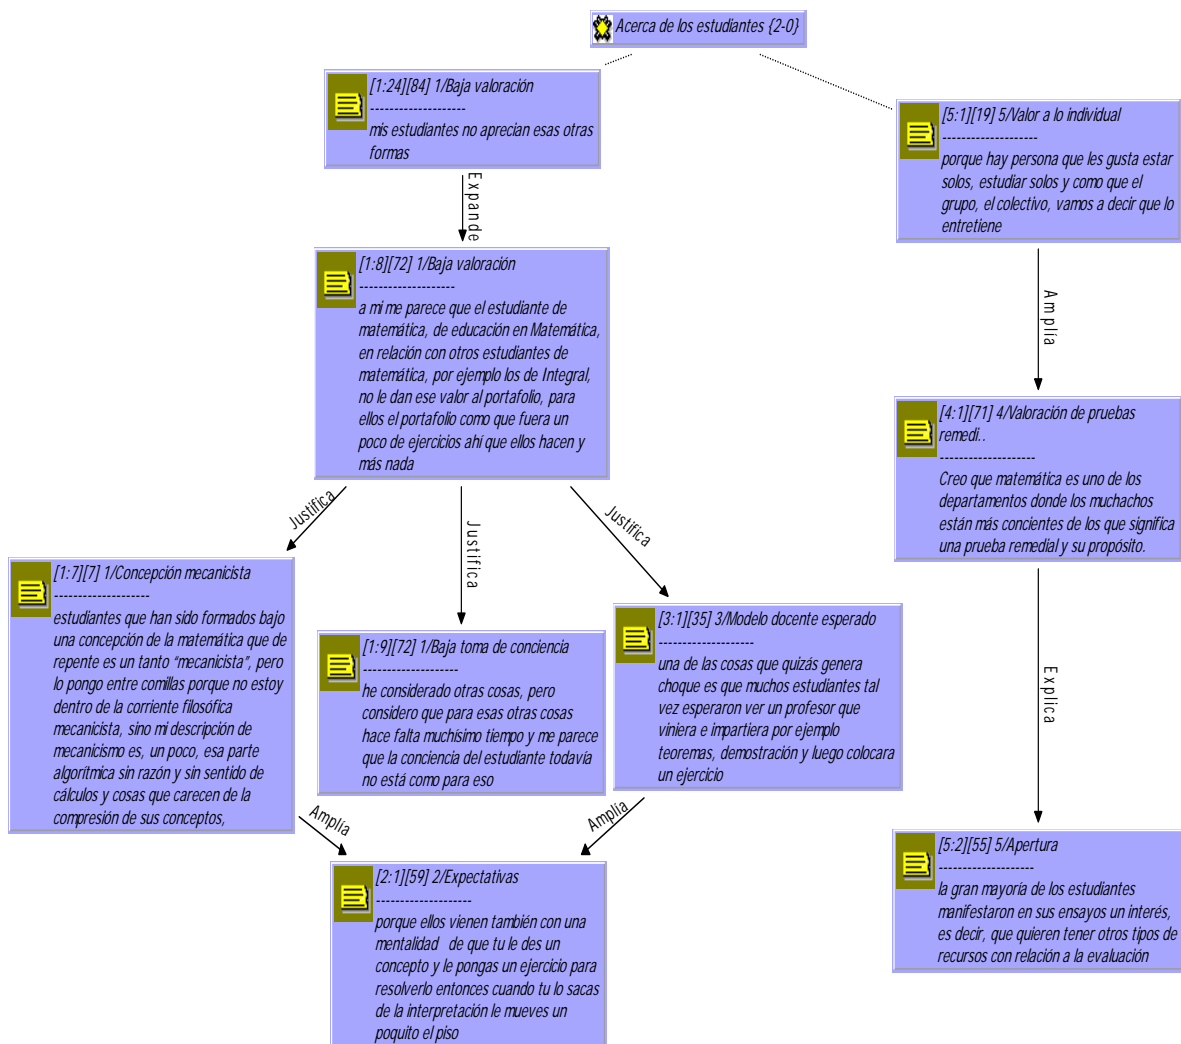 Acerca de los estudiantes {2-0}
[1:24][84] 1/Baja valoración
--------------------
mis estudiantes no aprecian esas otras
formas
[5:1][19] 5/Valor a lo individual
--------------------
porque hay persona que les gusta estar
solos, estudiar solos y como que el
grupo, el colectivo, vamos a decir que lo
entretiene
Expande
[1:8][72] 1/Baja valoración
--------------------
a mi me parece que el estudiante de
matemática, de educación en Matemática,
en relación con otros estudiantes de
matemática, por ejemplo los de Integral,
no le dan ese valor al portafolio, para
ellos el portafolio como que fuera un
poco de ejercicios ahí que ellos hacen y
más nada
Amplía
[4:1][71] 4/Valoración de pruebas
remedi..
--------------------
Creo que matemática es uno de los
departamentos donde los muchachos
están más concientes de los que significa
una prueba remedial y su propósito.
Justifica
Justifica
Justifica
[1:7][7] 1/Concepción mecanicista
--------------------
estudiantes que han sido formados bajo
una concepción de la matemática que de
repente es un tanto “mecanicista”, pero
lo pongo entre comillas porque no estoy
dentro de la corriente filosófica
mecanicista, sino mi descripción de
mecanicismo es, un poco, esa parte
algorítmica sin razón y sin sentido de
cálculos y cosas que carecen de la
compresión de sus conceptos,
[1:9][72] 1/Baja toma de conciencia
--------------------
he considerado otras cosas, pero
considero que para esas otras cosas
hace falta muchísimo tiempo y me parece
que la conciencia del estudiante todavía
no está como para eso
[3:1][35] 3/Modelo docente esperado
--------------------
una de las cosas que quizás genera
choque es que muchos estudiantes tal
vez esperaron ver un profesor que
viniera e impartiera por ejemplo
teoremas, demostración y luego colocara
un ejercicio
Explica
Amplía
Amplía
[2:1][59] 2/Expectativas
--------------------
porque ellos vienen también con una
mentalidad de que tu le des un
concepto y le pongas un ejercicio para
resolverlo entonces cuando tu lo sacas
de la interpretación le mueves un
poquito el piso
[5:2][55] 5/Apertura
--------------------
la gran mayoría de los estudiantes
manifestaron en sus ensayos un interés,
es decir, que quieren tener otros tipos de
recursos con relación a la evaluación